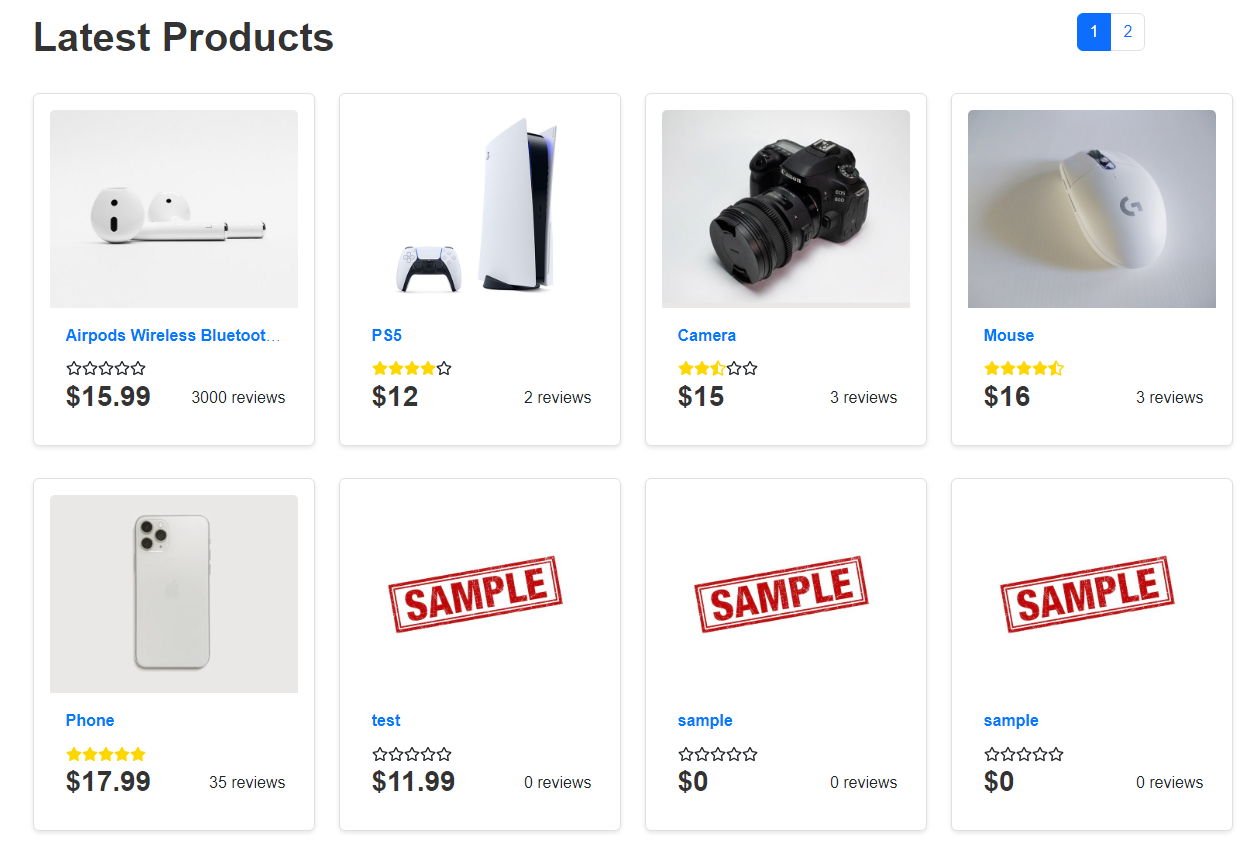 Latest Products
1 2
Canon
EOS
80D
Airpods Wireless Bluetoot...
$15.99 3000 reviews
PS5
$12 2 reviews
Camera
$15 3 reviews
Mouse
$16 3 reviews
SAMPLE
SAMPLE
SAMPLE
Phone
$17.99 35 reviews
test
$11.99 0 reviews
sample
$0 0 reviews
sample
$0 0 reviews